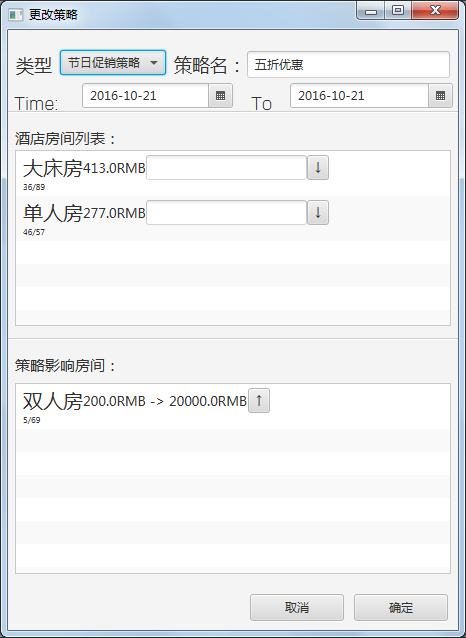 更改策略
类型 节日促销策略 策略名： 五折优惠
Time: 2016-10-21 To 2016-10-21
酒店房间列表：
大床房413.0RMB ↓
36/89
单人房277.0RMB ↓
46/57
策略影响房间：
双人房200.0RMB -> 20000.0RMB ↑
5/69
取消 确定